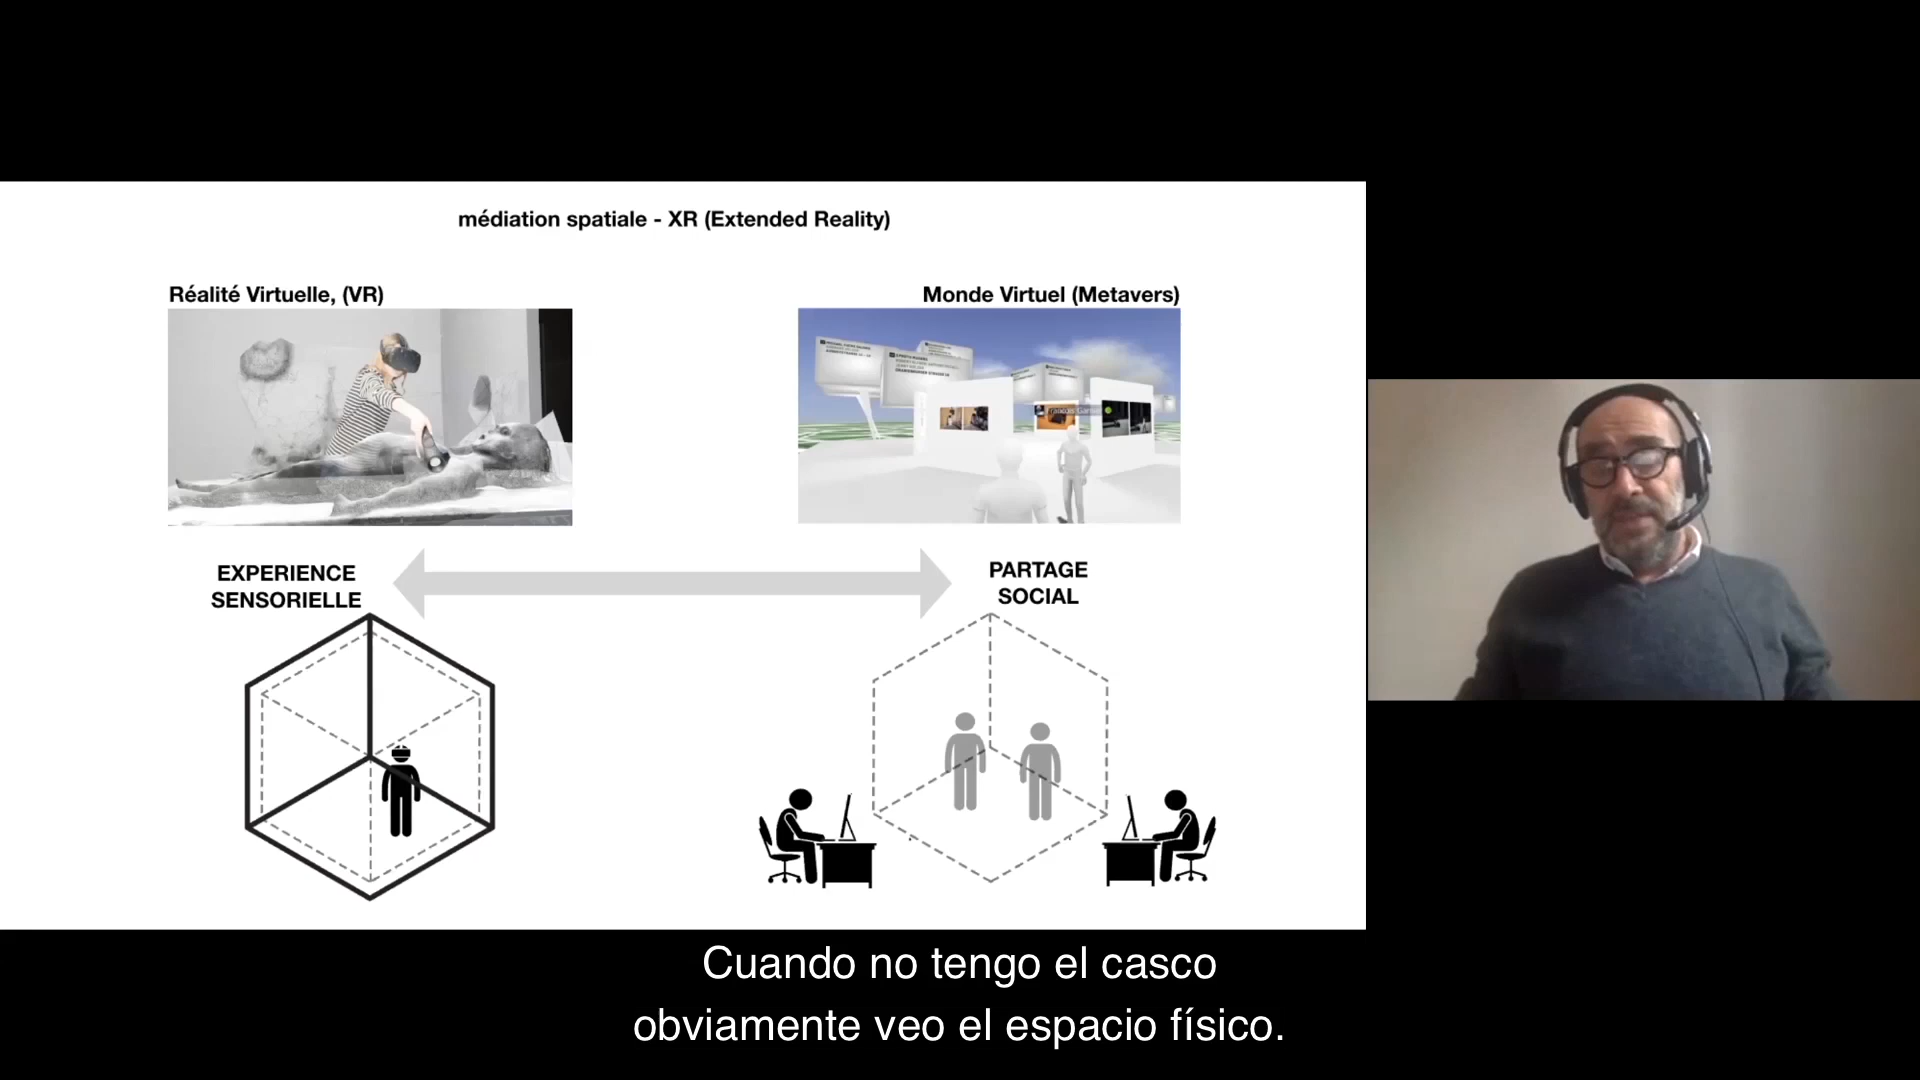 médiation spatiale - XR (Extended Reality)
Réalité Virtuelle, (VR)
Monde Virtuel (Metavers)
EXPERIENCE
SENSORIELLE
PARTAGE
SOCIAL
Cuando no tengo el casco
obviamente veo el espacio físico.